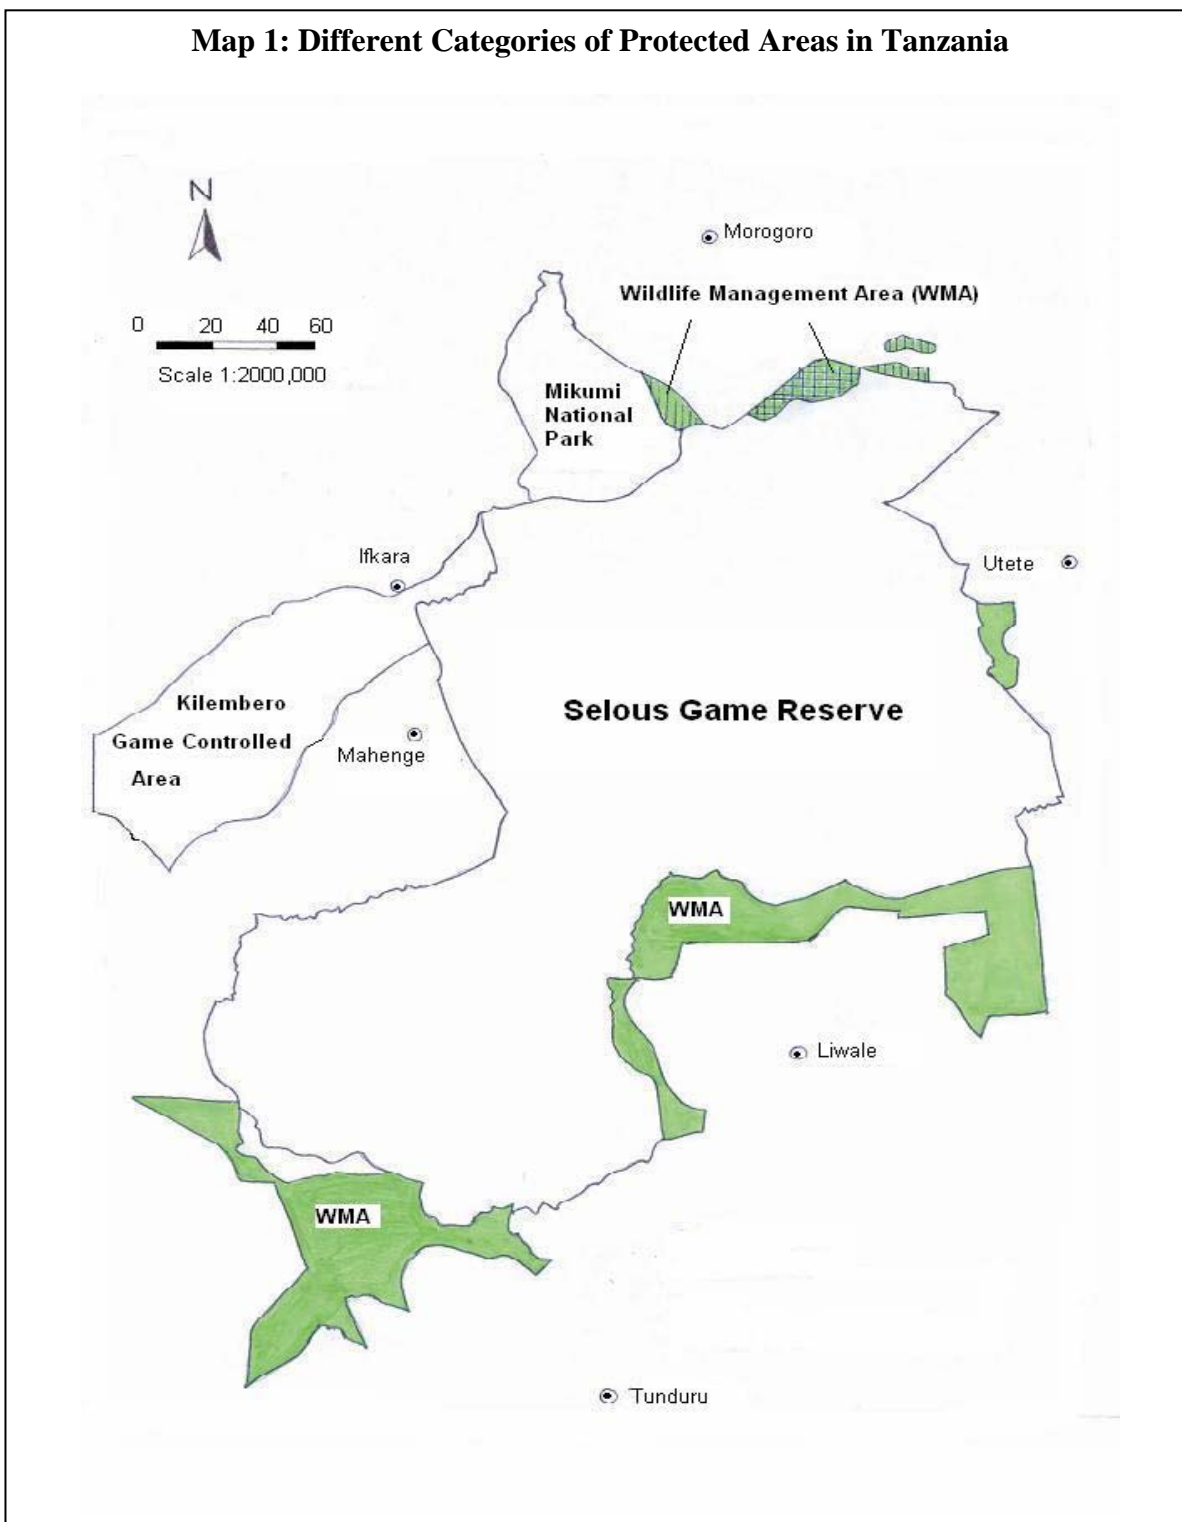 Map 1: Different Categories of Protected Areas in Tanzania
N
Morogoro
Wildlife Management Area (WMA)
0 20 40 60
Scale 1:2000,000
Mikumi
National
Park
Ifkara
Utete
Kilembero
Game Controlled
Area
Selous Game Reserve
Mahenge
WMA
Liwale
WMA
Tunduru